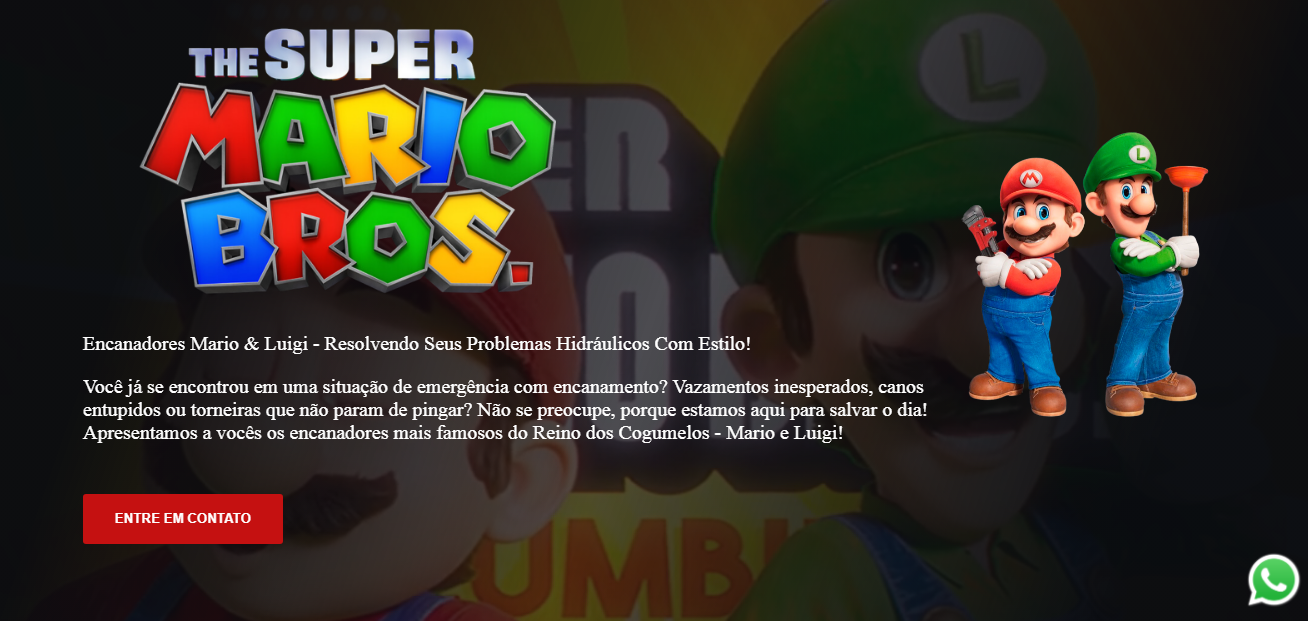 THE SUPER
MARIO
BROS.
L
M
L
Encanadores Mario & Luigi - Resolvendo Seus Problemas Hidráulicos Com Estilo!
Você já se encontrou em uma situação de emergência com encanamento? Vazamentos inesperados, canos
entupidos ou torneiras que não param de pingar? Não se preocupe, porque estamos aqui para salvar o dia!
Apresentamos a vocês os encanadores mais famosos do Reino dos Cogumelos - Mario e Luigi!
ENTRE EM CONTATO